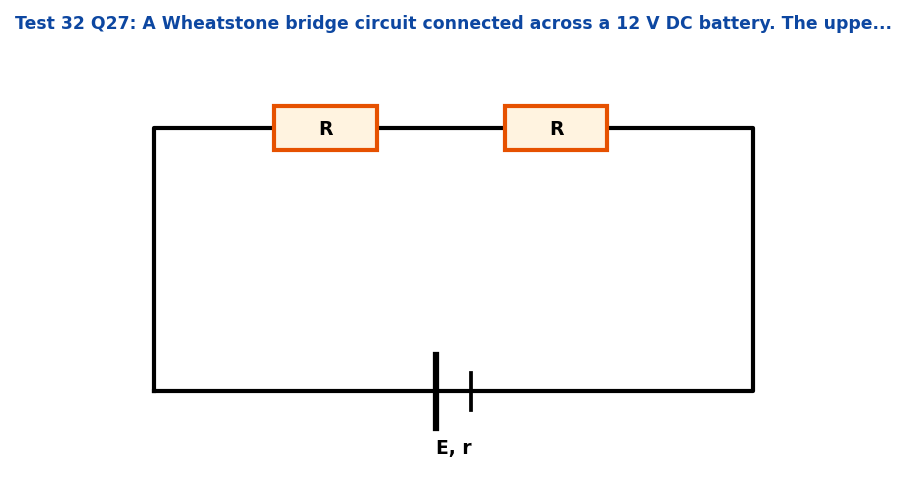 Test 32 Q27: A Wheatstone bridge circuit connected across a 12 V DC battery. The uppe...
R R
E, r